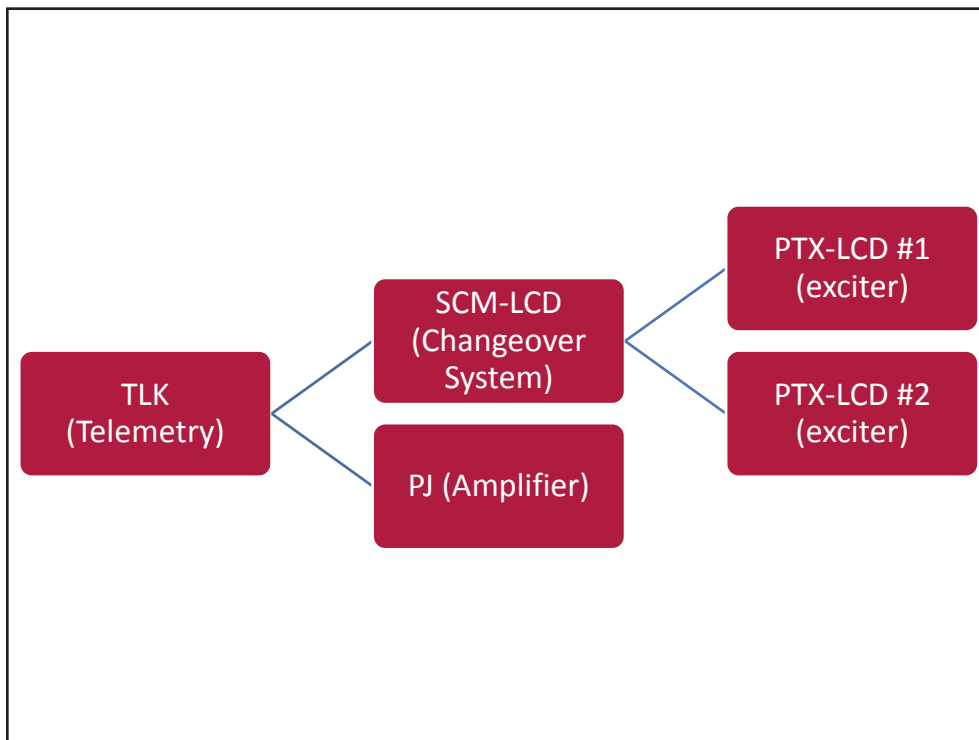 TLK
(Telemetry)
SCM-LCD
(Changeover
System)
PJ (Amplifier)
PTX-LCD #1
(exciter)
PTX-LCD #2
(exciter)